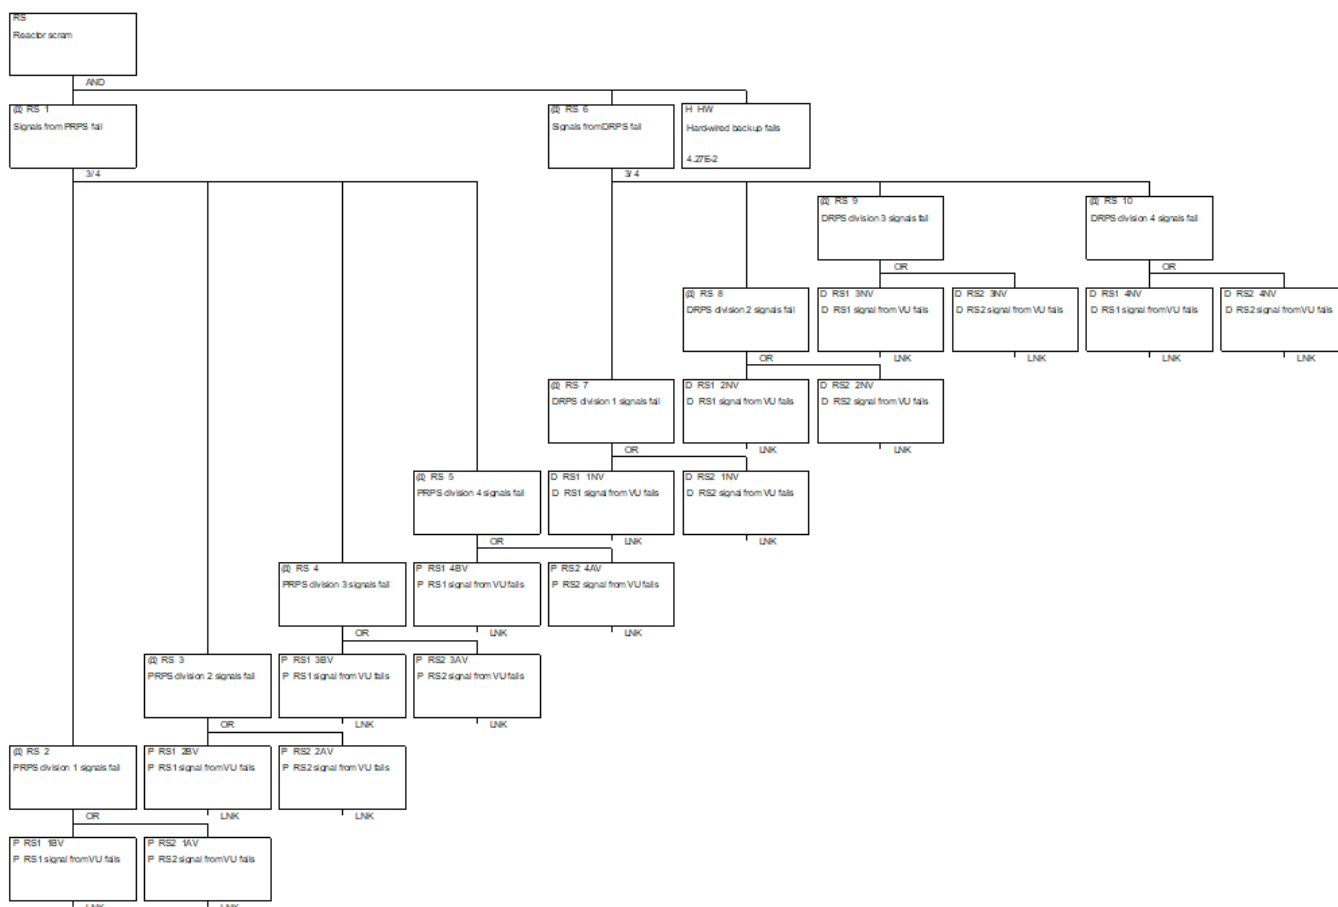 RS
Reactor scram
AND
@ RS 1
Signals from PRPS fail
@ RS 6
Signals from DRPS fail
H HW
Hard-wired backup fails
4.27E-2
3/4
3/4
@ RS 9
DRPS division 3 signals fail
@ RS 10
DRPS division 4 signals fail
OR
OR
@ RS 8
DRPS division 2 signals fail
D RS1 3NV
D RS1 signal from VU fails
D RS2 3NV
D RS2 signal from VU fails
D RS1 4NV
D RS1 signal from VU fails
D RS2 4NV
D RS2 signal from VU fails
OR
LNK
LNK
LNK
LNK
@ RS 7
DRPS division 1 signals fail
D RS1 2NV
D RS1 signal from VU fails
D RS2 2NV
D RS2 signal from VU fails
OR
LNK
LNK
@ RS 5
PRPS division 4 signals fail
D RS1 1NV
D RS1 signal from VU fails
D RS2 1NV
D RS2 signal from VU fails
OR
LNK
LNK
@ RS 4
PRPS division 3 signals fail
P RS1 4BV
P RS1 signal from VU fails
P RS2 4AV
P RS2 signal from VU fails
OR
LNK
LNK
@ RS 3
PRPS division 2 signals fail
P RS1 3BV
P RS1 signal from VU fails
P RS2 3AV
P RS2 signal from VU fails
OR
LNK
LNK
@ RS 2
PRPS division 1 signals fail
P RS1 2BV
P RS1 signal from VU fails
P RS2 2AV
P RS2 signal from VU fails
OR
LNK
LNK
P RS1 1BV
P RS1 signal from VU fails
P RS2 1AV
P RS2 signal from VU fails
LNK
LNK